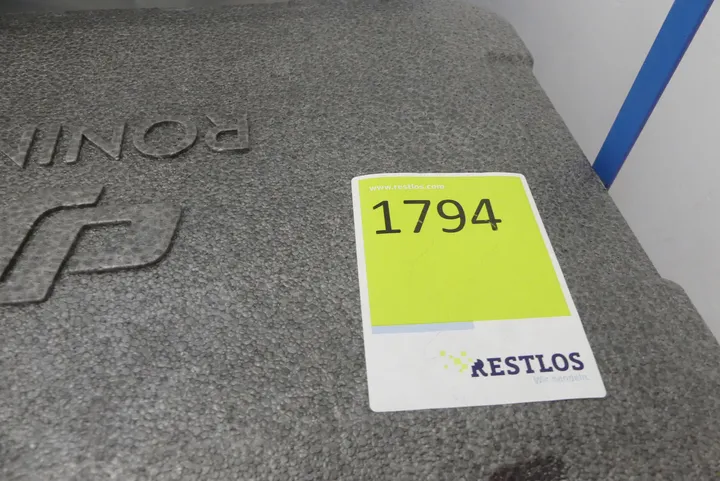 RONIN
www.restlos.com
1794
RESTLOS
Wir handeln.